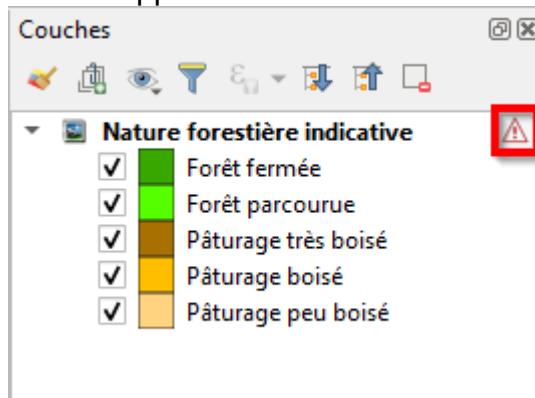 Couches
Nature forestière indicative
Forêt fermée
Forêt parcourue
Pâturage très boisé
Pâturage boisé
Pâturage peu boisé